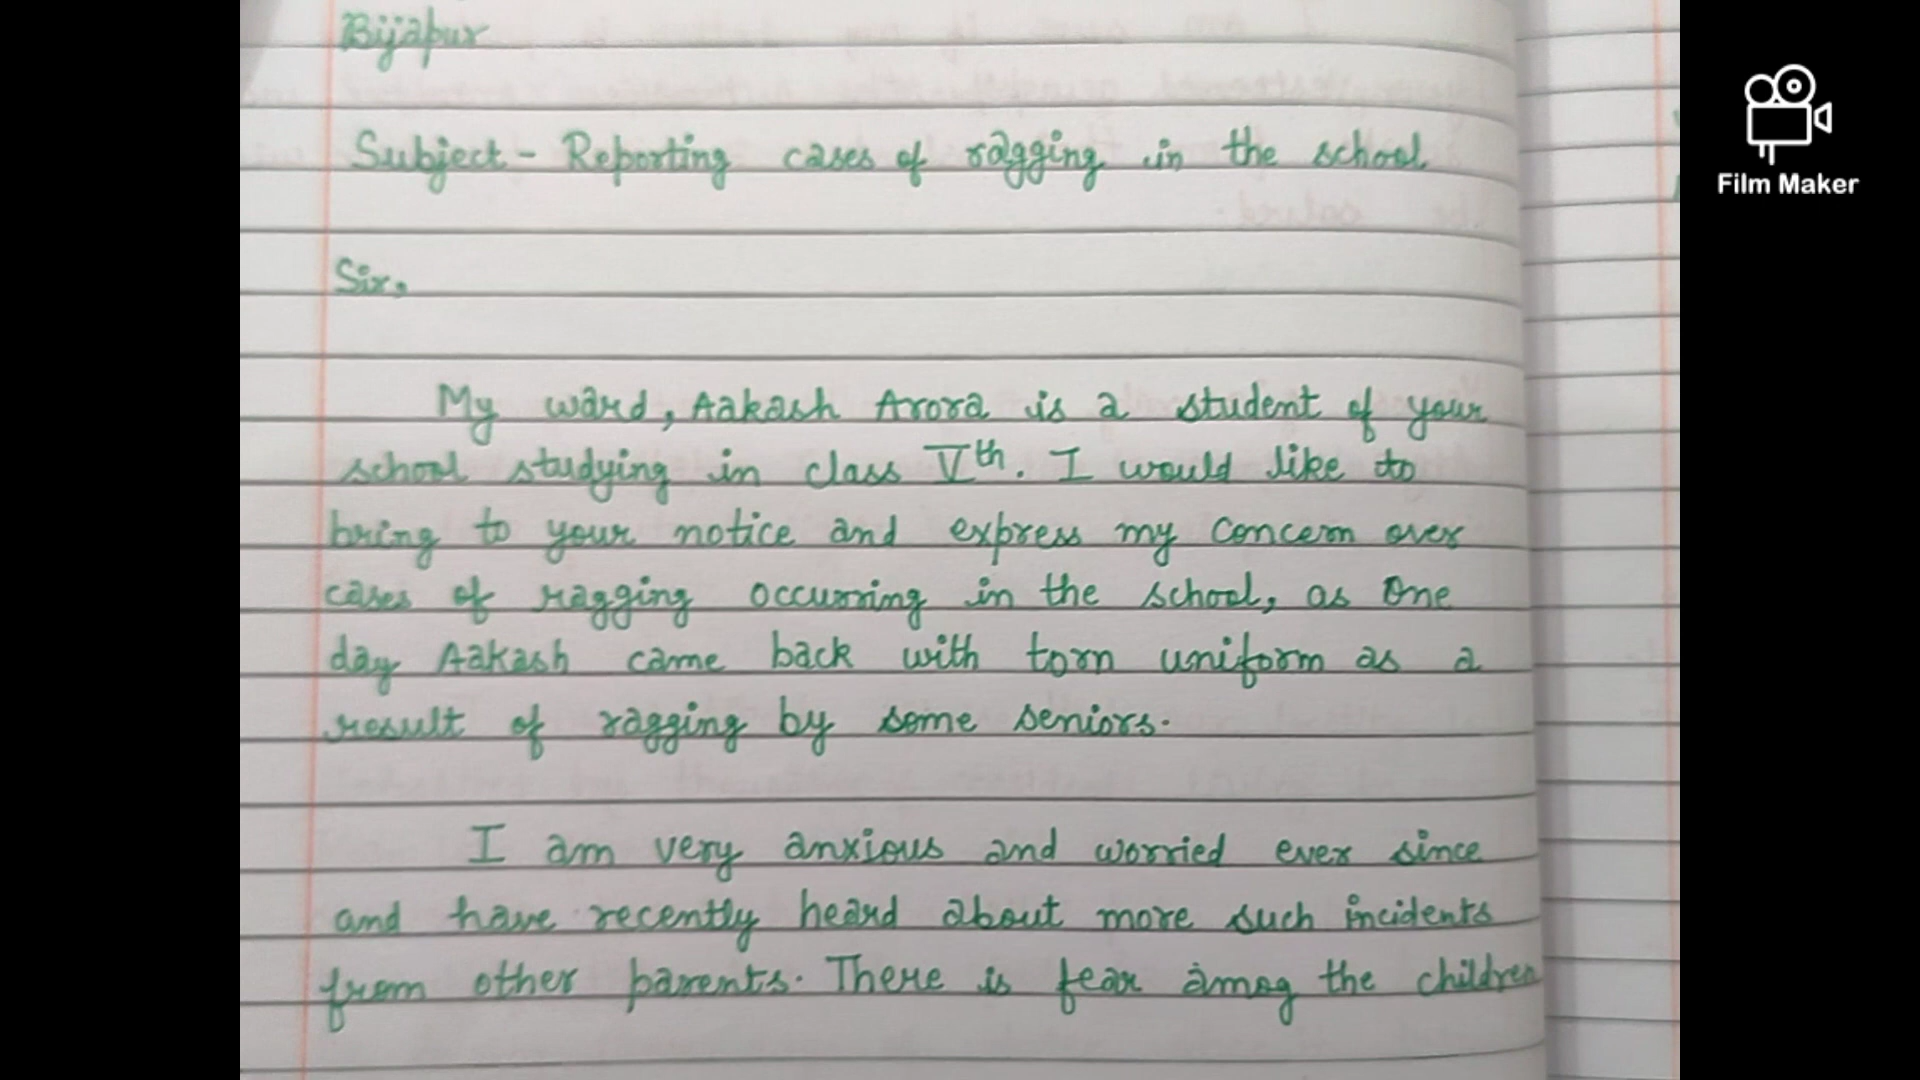 Bijapur
Subject - Reporting cases of ragging in the school
Sir,
My ward, Aakash Arora is a student of your
school studying in class Vth. I would like to
bring to your notice and express my concern over
cases of ragging occurring in the school, as one
day Aakash came back with torn uniform as a
result of ragging by some seniors.
I am very anxious and worried ever since
and have recently heard about more such incidents
from other parents. There is fear amog the children
Film Maker